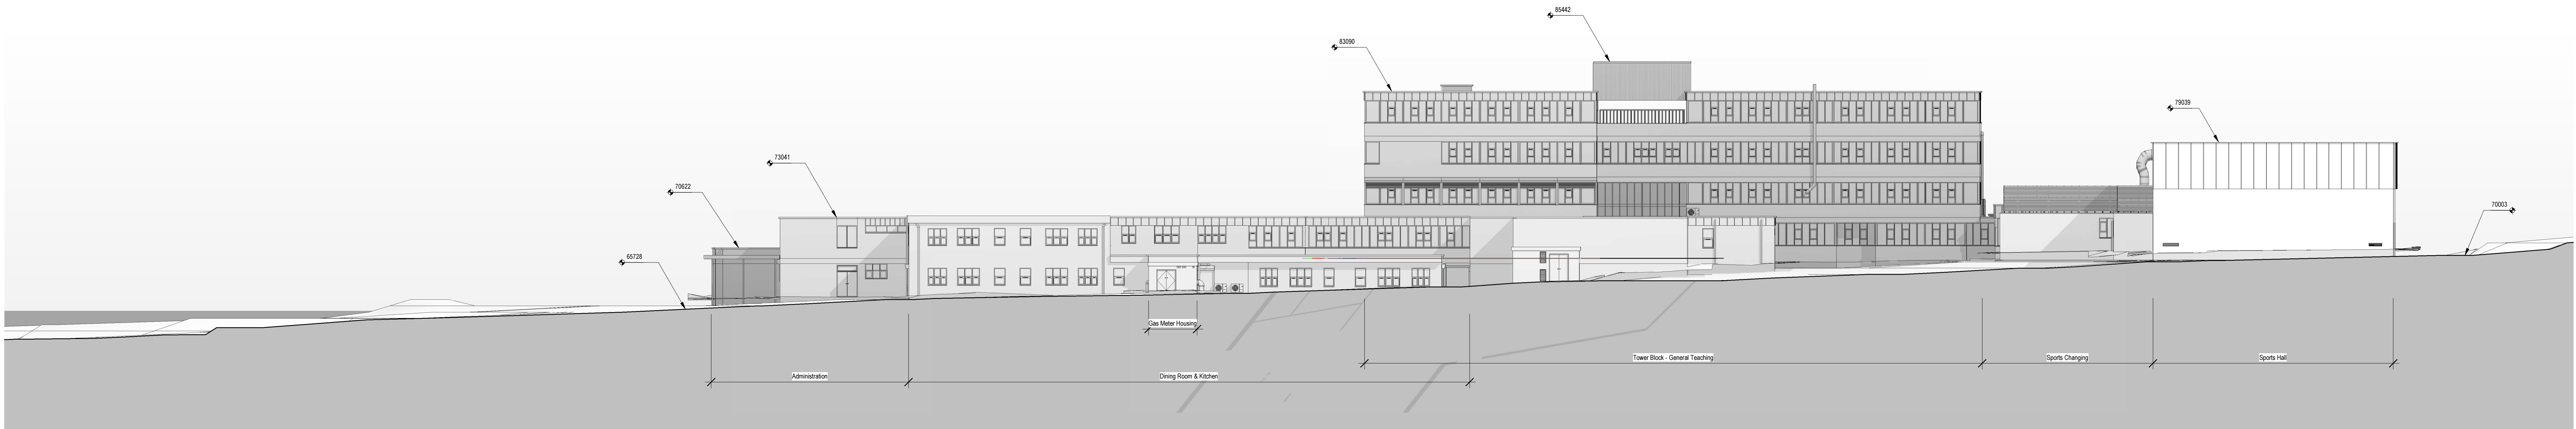 85442
83090
79039
73041
70622
70003
65728
Gas Meter Housing
Tower Block - General Teaching
Sports Changing
Sports Hall
Administration
Dining Room & Kitchen